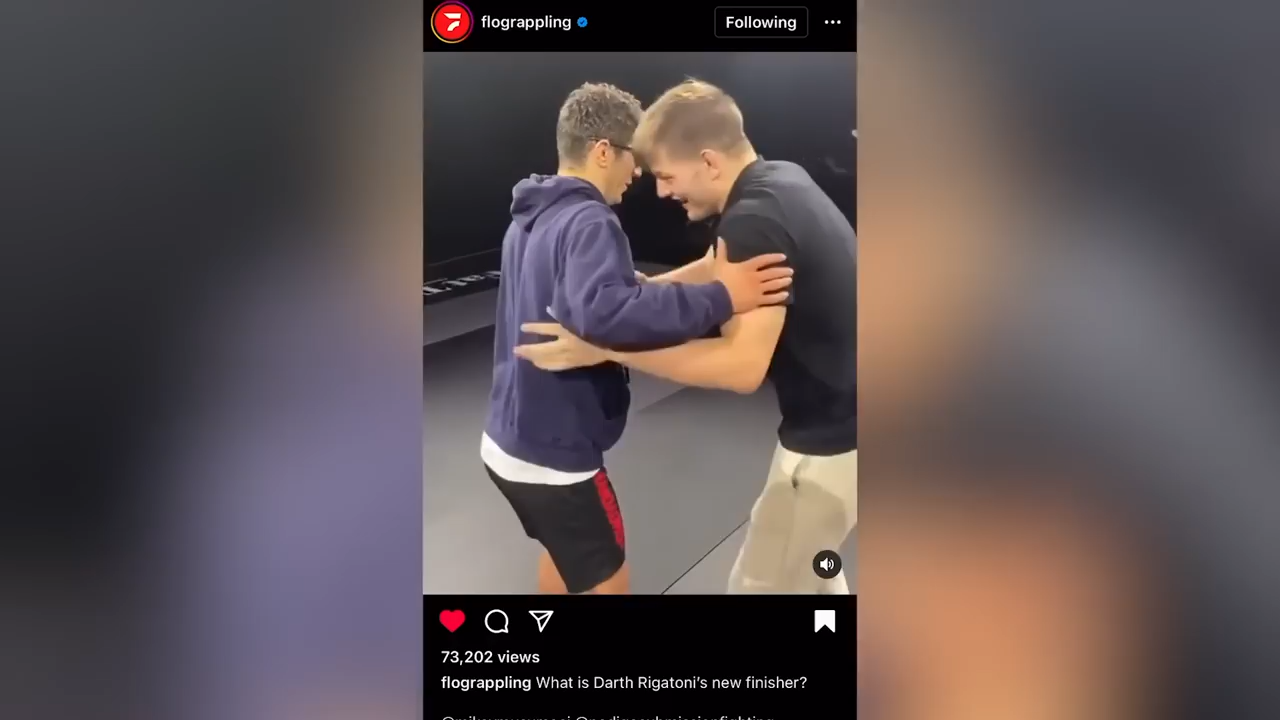 flograppling
Following
73,202 views
flograppling What is Darth Rigatoni's new finisher?